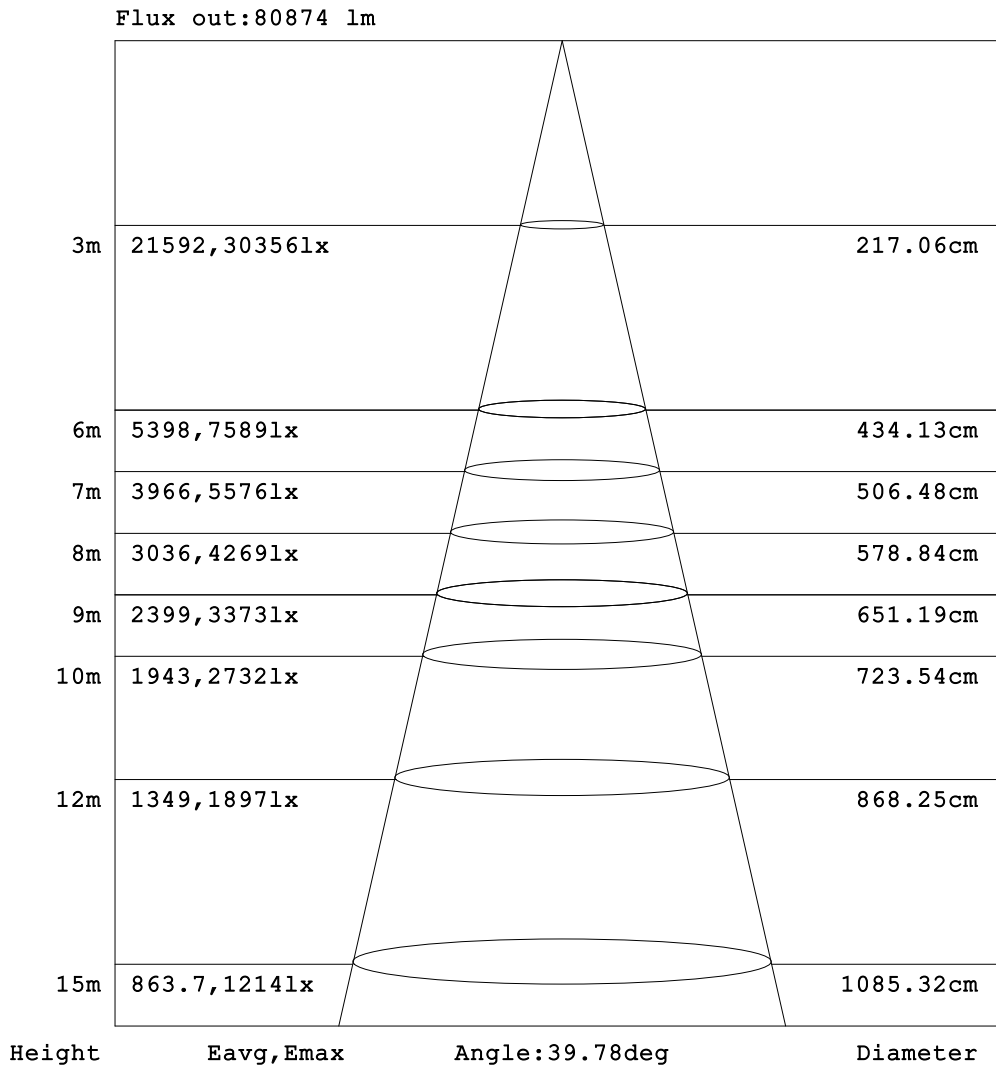 Flux out:80874 lm
3m 21592,30356lx 217.06cm
6m 5398,7589lx 434.13cm
7m 3966,5576lx 506.48cm
8m 3036,4269lx 578.84cm
9m 2399,3373lx 651.19cm
10m 1943,2732lx 723.54cm
12m 1349,1897lx 868.25cm
15m 863.7,1214lx 1085.32cm
Height Eavg,Emax Angle:39.78deg Diameter